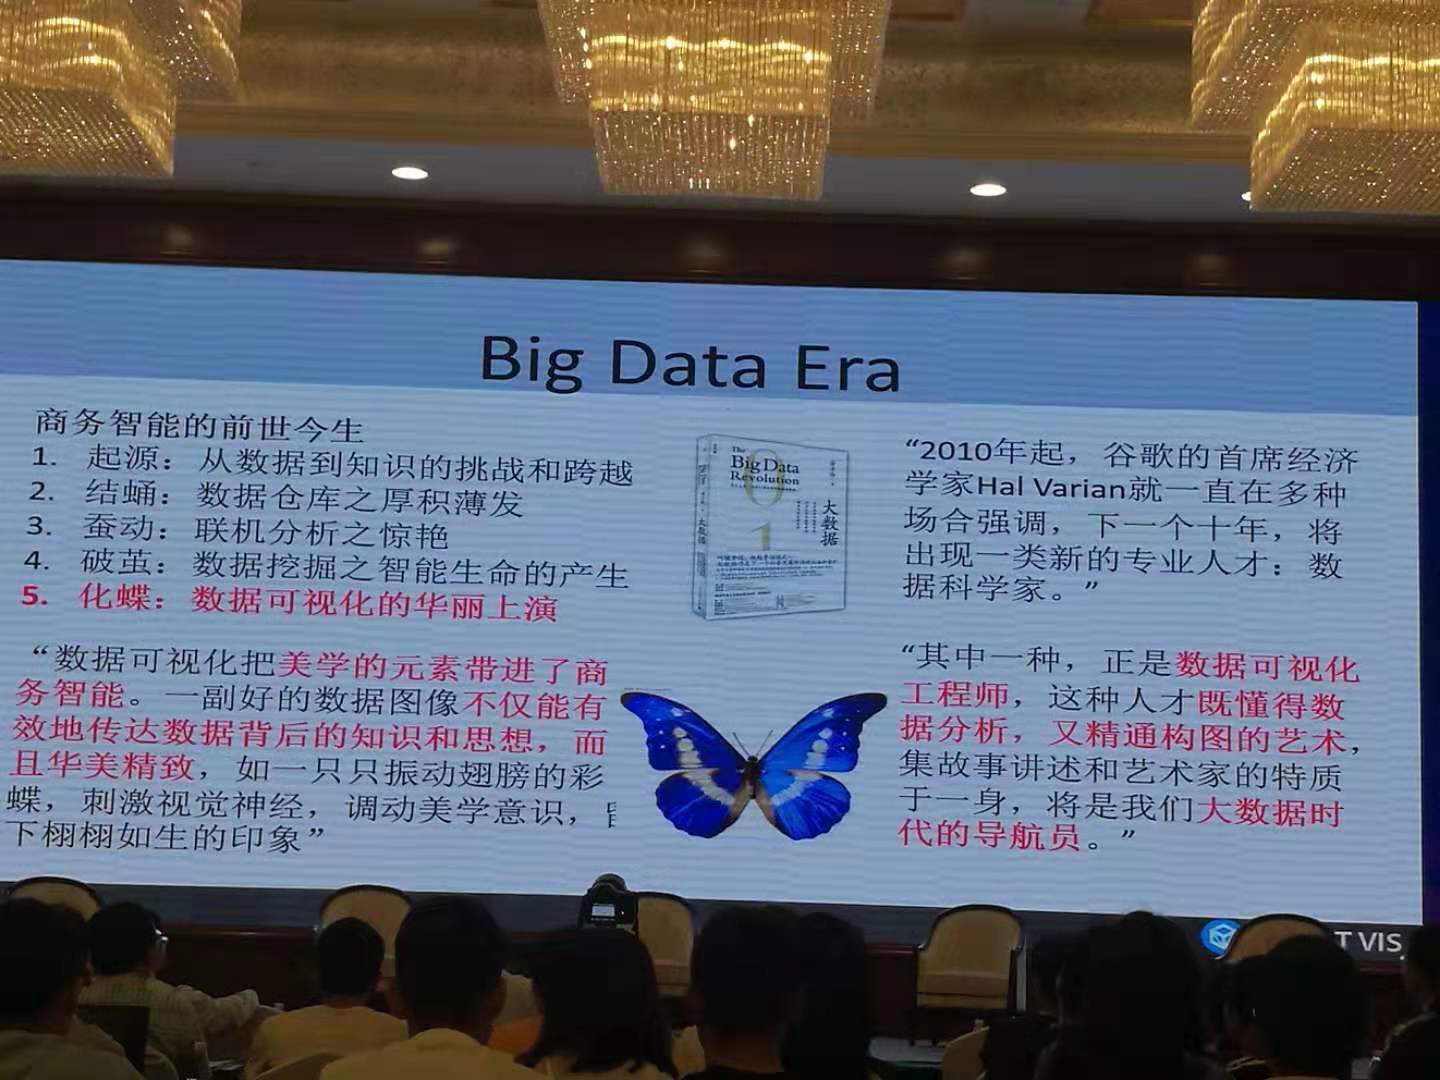 Big Data Era
商务智能的前世今生
1. 起源：从数据到知识的挑战和跨越
2. 结蛹：数据仓库之厚积薄发
3. 蚕动：联机分析之惊艳
4. 破茧：数据挖掘之智能生命的产生
5. 化蝶：数据可视化的华丽上演
“数据可视化把美学的元素带进了商
务智能。一副好的数据图像不仅能有
效地传达数据背后的知识和思想，而
且华美精致，如一只只振动翅膀的彩
蝶，刺激视觉神经，调动美学意识，
下栩栩如生的印象”
The
Big Data
Revolution
大数据
大数据
“2010年起，谷歌的首席经济
学家Hal Varian就一直在多种
场合强调，下一个十年，将
出现一类新的专业人才：数
据科学家。”
“其中一种，正是数据可视化
工程师，这种人才既懂得数
据分析，又精通构图的艺术，
集故事讲述和艺术家的特质
于一身，将是我们大数据时
代的导航员。”
T VIS